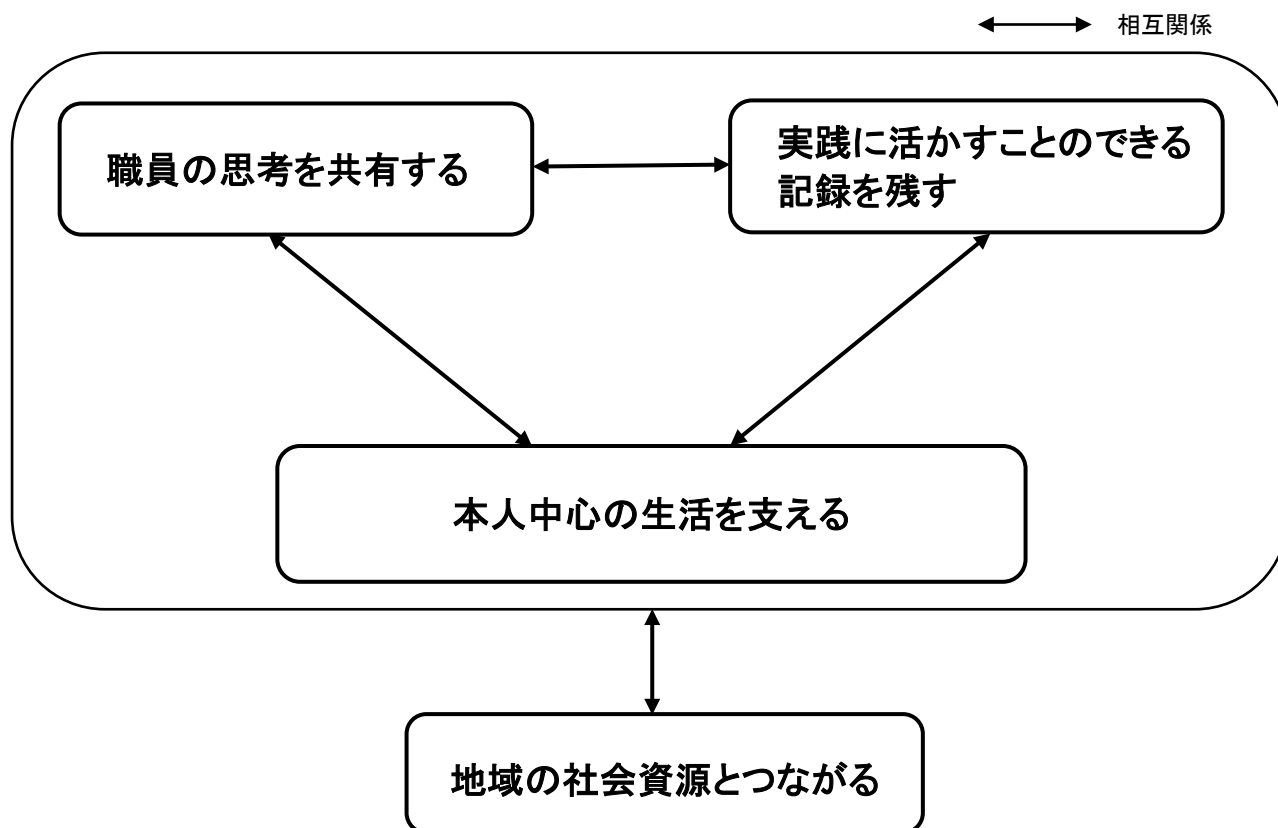 相互関係
職員の思考を共有する
実践に活かすことのできる
記録を残す
本人中心の生活を支える
地域の社会資源とつながる